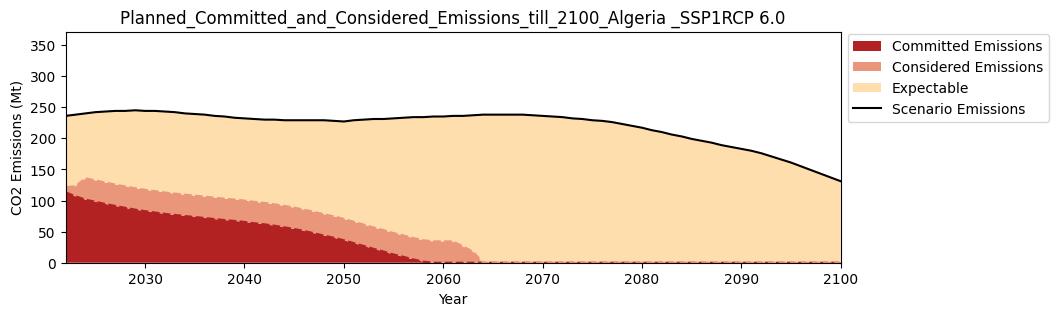 Planned_Committed_and_Considered_Emissions_till_2100_Algeria _SSP1RCP 6.0
350
300
250
200
150
100
50
0
CO2 Emissions (Mt)
2030
2040
2050
2060
2070
2080
2090
2100
Year
Committed Emissions
Considered Emissions
Expectable
Scenario Emissions